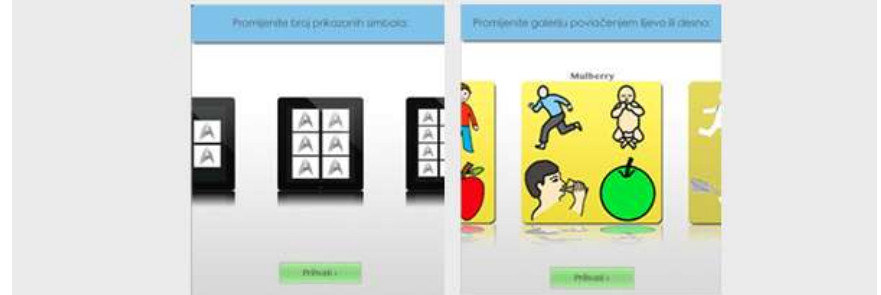 Promijenite broj prikazanih simbola:
Promijenite galeriju povlačenjem lijevo ili desno:
Mulberry
A A
A A A A A A
A A A A
Prihvati ›
Prihvati ›